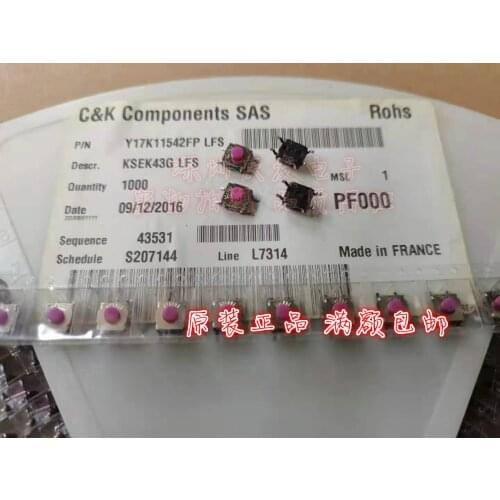 C&K Components SAS Rohs
P/N Y17K11542FP LFS
Descr. KSEK43G LFS
Quantity 1000 MSL 1
Date 09/12/2016 PF000
Sequence 43531
Schedule S207144 Line L7314 Made in FRANCE
原装正品 满额包邮